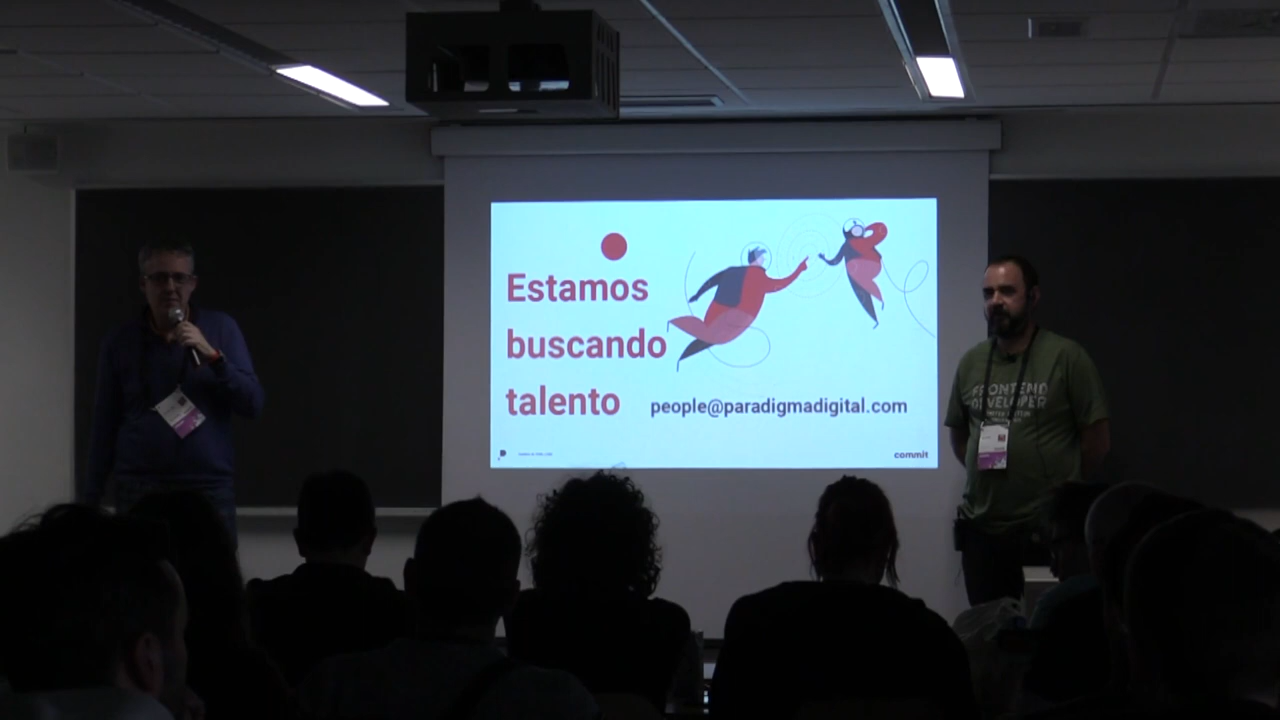 Estamos
buscando
talento
people@paradigmadigital.com
commit
FRONTEND
DEVELOPER